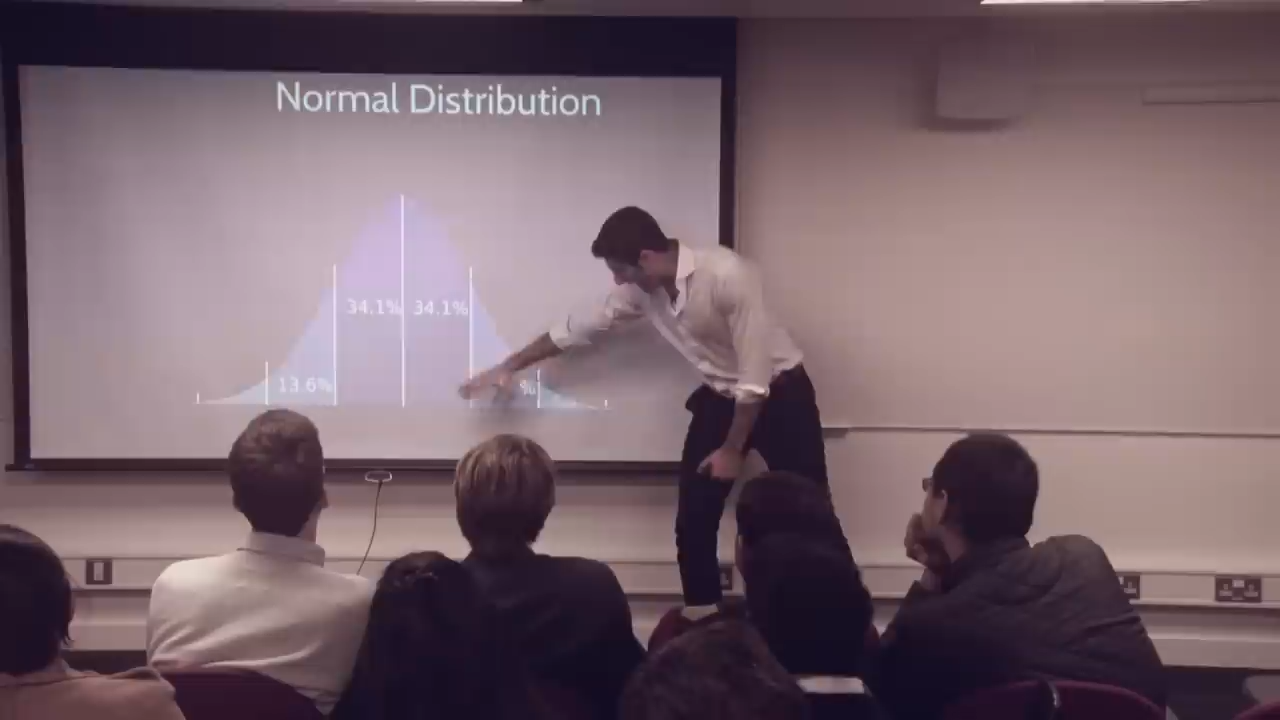 Normal Distribution
34.1% 34.1%
13.6% %